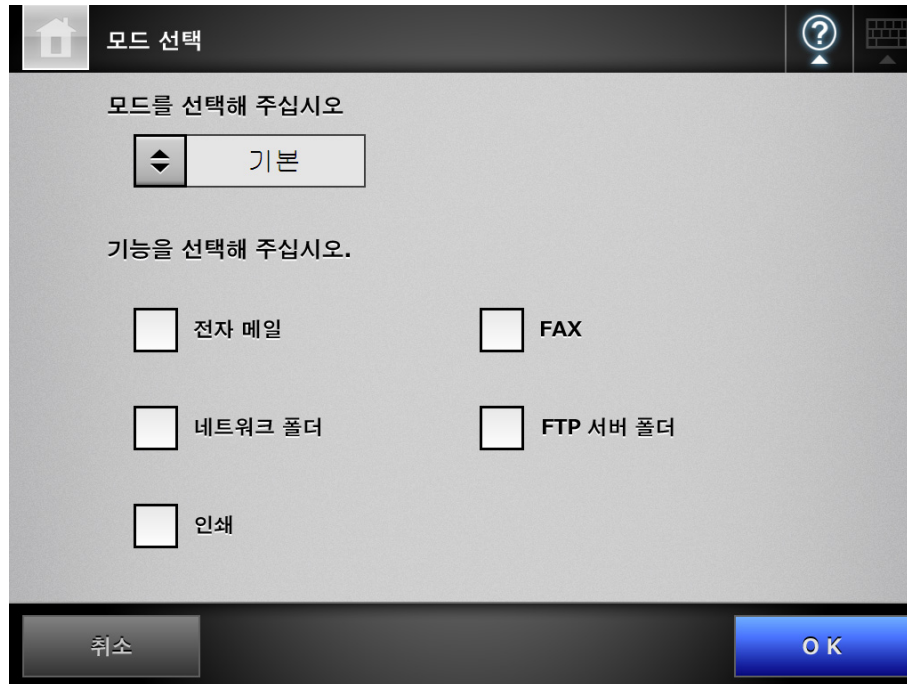 모드 선택
?
모드를 선택해 주십시오
기본
기능을 선택해 주십시오.
전자 메일
FAX
네트워크 폴더
FTP 서버 폴더
인쇄
취소
OK